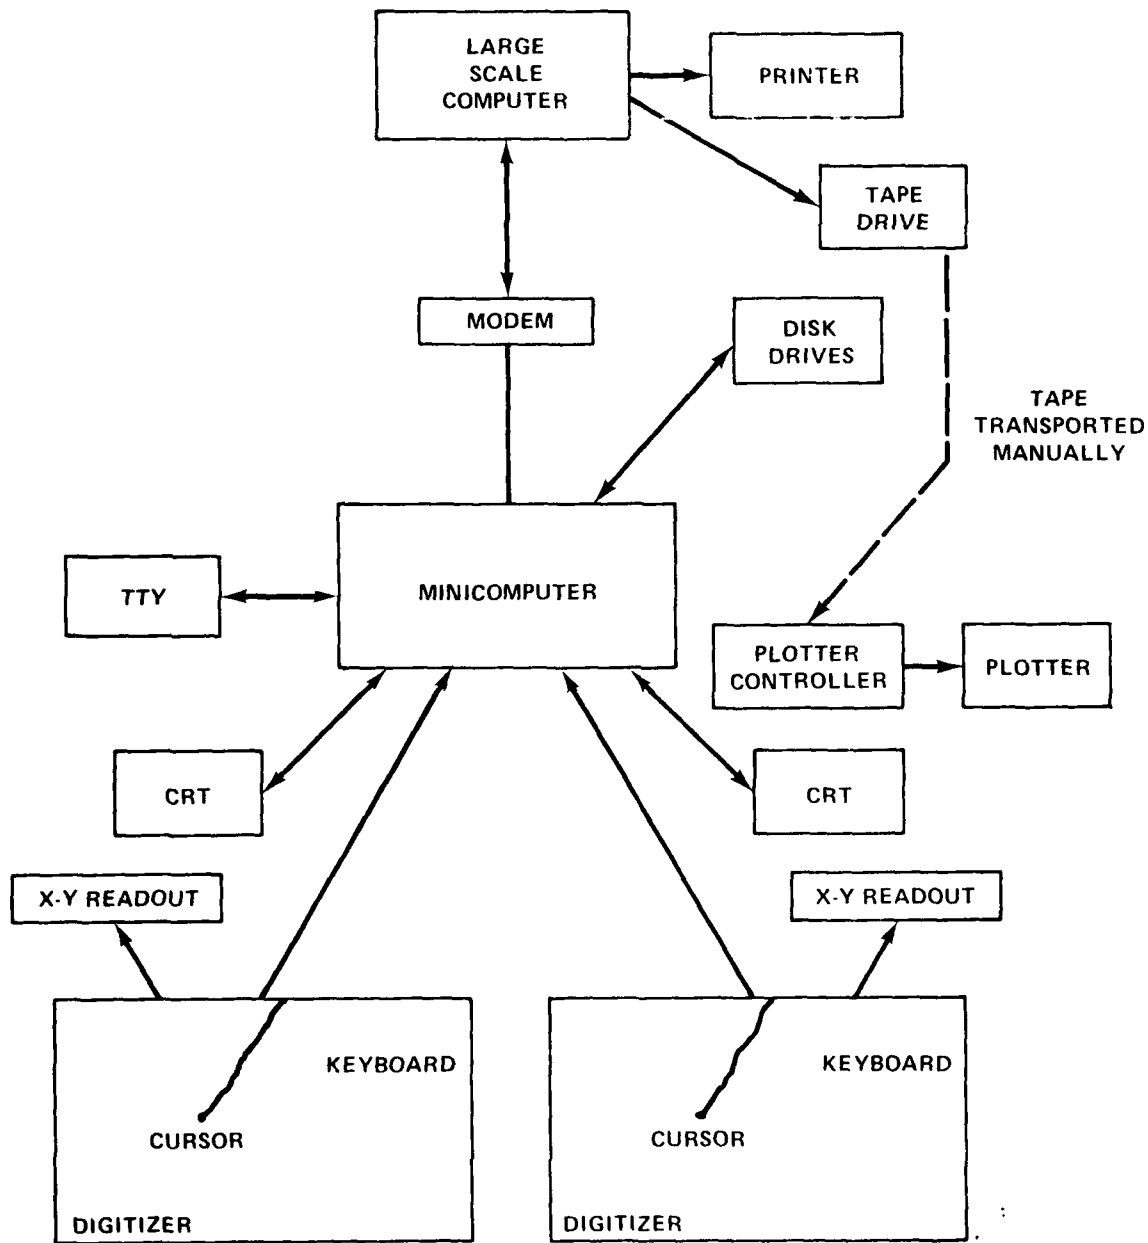 LARGE
SCALE
COMPUTER
PRINTER
TAPE
DRIVE
MODEM
DISK
DRIVES
TAPE
TRANSPORTED
MANUALLY
TTY
MINICOMPUTER
PLOTTER
CONTROLLER
PLOTTER
CRT
CRT
X-Y READOUT
X-Y READOUT
KEYBOARD
CURSOR
DIGITIZER
KEYBOARD
CURSOR
DIGITIZER